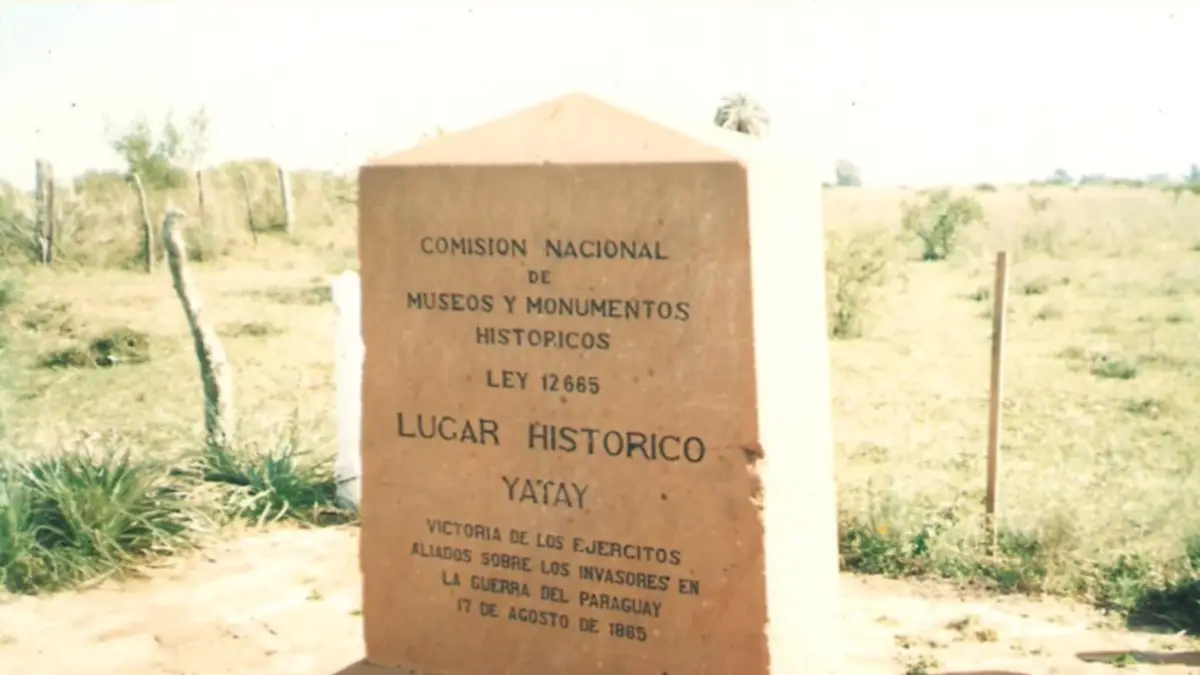 COMISION NACIONAL
DE
MUSEOS Y MONUMENTOS
HISTORICOS
LEY 12665
LUGAR HISTORICO
YATAY
VICTORIA DE LOS EJERCITOS
ALIADOS SOBRE LOS INVASORES EN
LA GUERRA DEL PARAGUAY
17 DE AGOSTO DE 1865